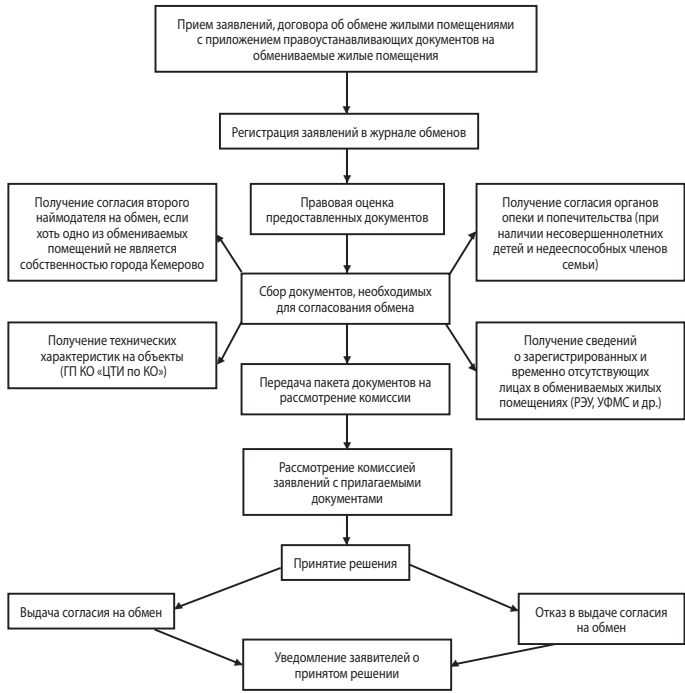 Прием заявлений, договора об обмене жилыми помещениями
с приложением правоустанавливающих документов на
обмениваемые жилые помещения
Регистрация заявлений в журнале обменов
Получение согласия второго
наймодателя на обмен, если
хоть одно из обмениваемых
помещений не является
собственностью города Кемерово
Правовая оценка
предоставленных документов
Получение согласия органов
опеки и попечительства (при
наличии несовершеннолетних
детей и недееспособных членов
семьи)
Сбор документов, необходимых
для согласования обмена
Получение технических
характеристик на объекты
(ГП КО «ЦТИ по КО»)
Передача пакета документов на
рассмотрение комиссии
Получение сведений
о зарегистрированных и
временно отсутствующих
лицах в обмениваемых жилых
помещениях (РЭУ, УФМС и др.)
Рассмотрение комиссией
заявлений с прилагаемыми
документами
Принятие решения
Выдача согласия на обмен
Отказ в выдаче согласия
на обмен
Уведомление заявителей о
принятом решении